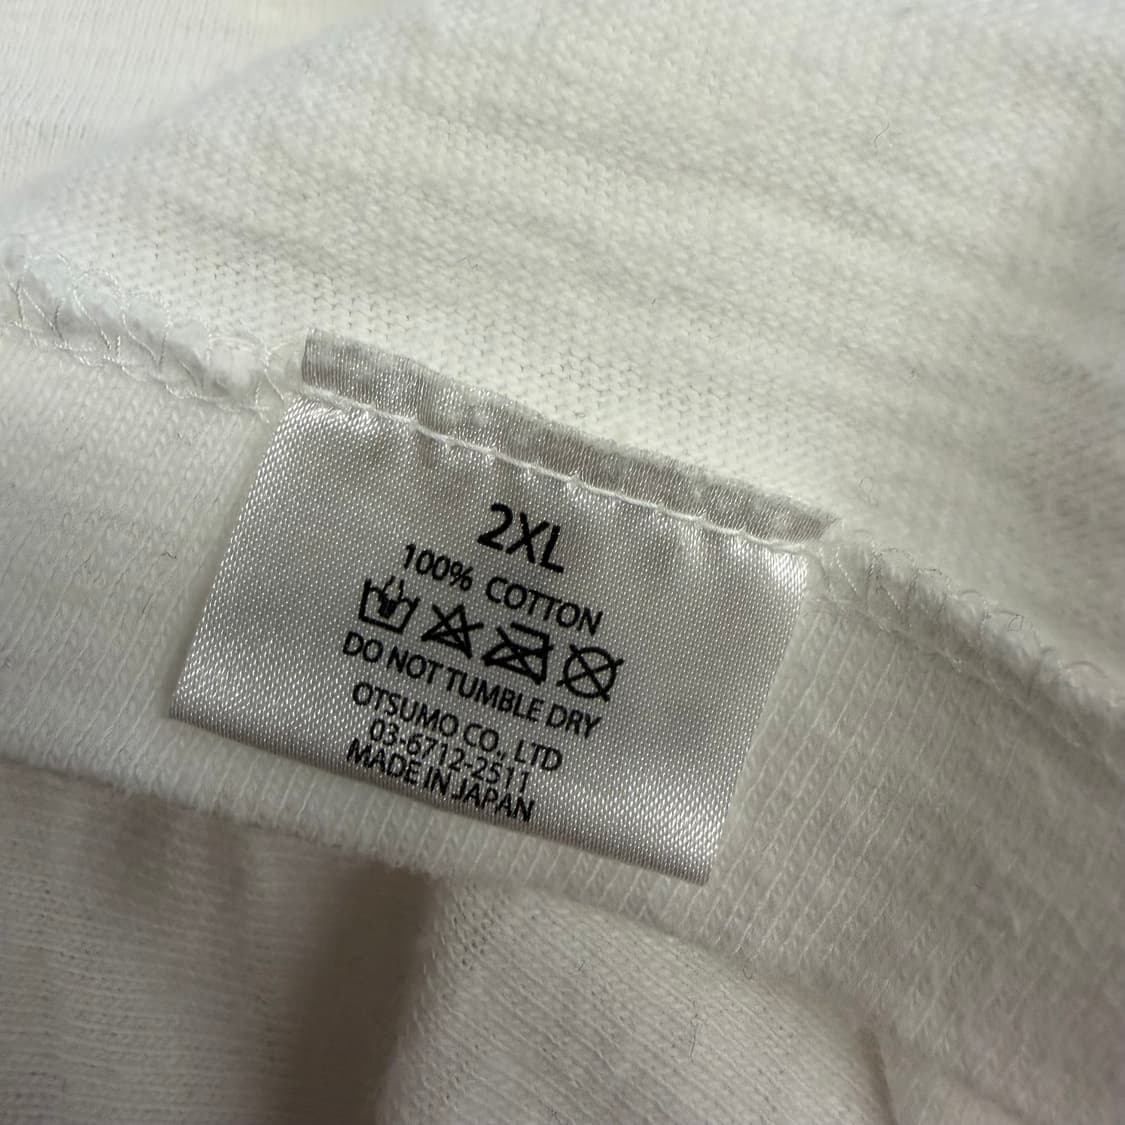 2XL
100% COTTON
DO NOT TUMBLE DRY
OTSUMO CO., LTD
03-6712-2511
MADE IN JAPAN